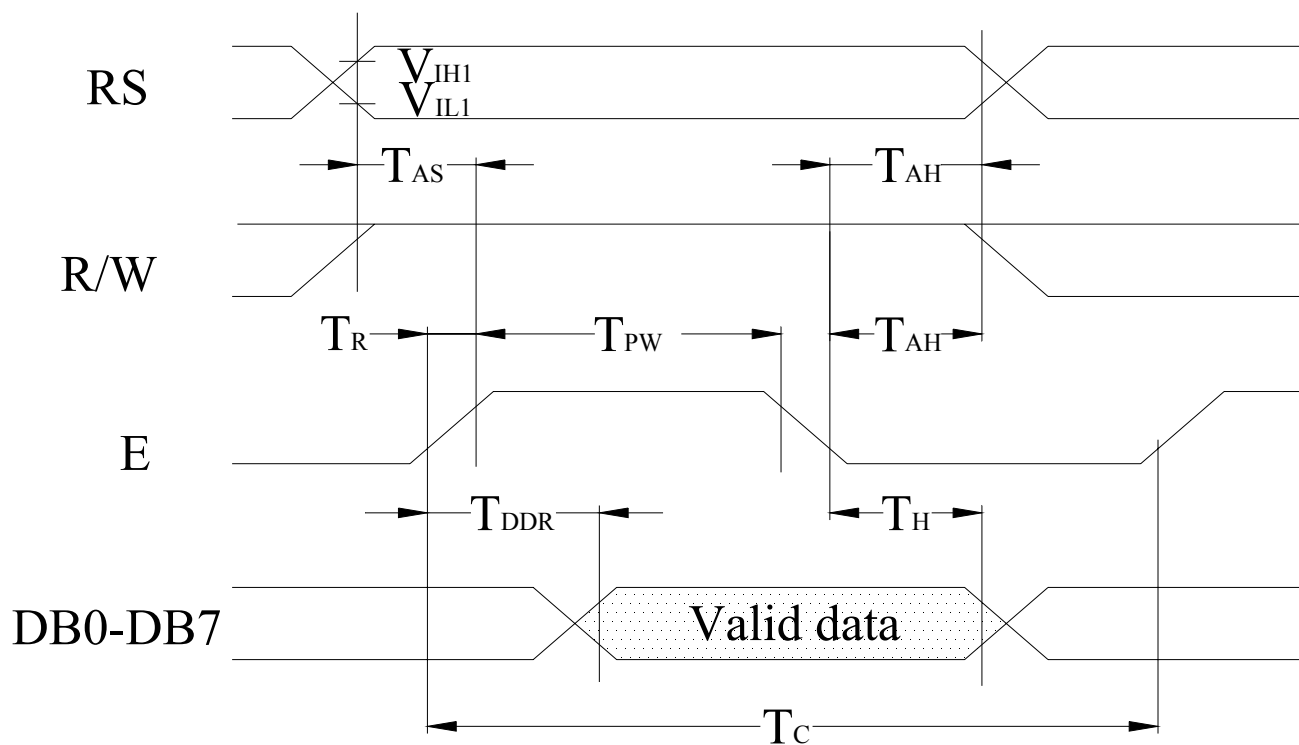 RS
VIH1
VIL1
TAS
TAH
R/W
TR
TPW
TAH
E
TDDR
TH
DB0-DB7
Valid data
TC